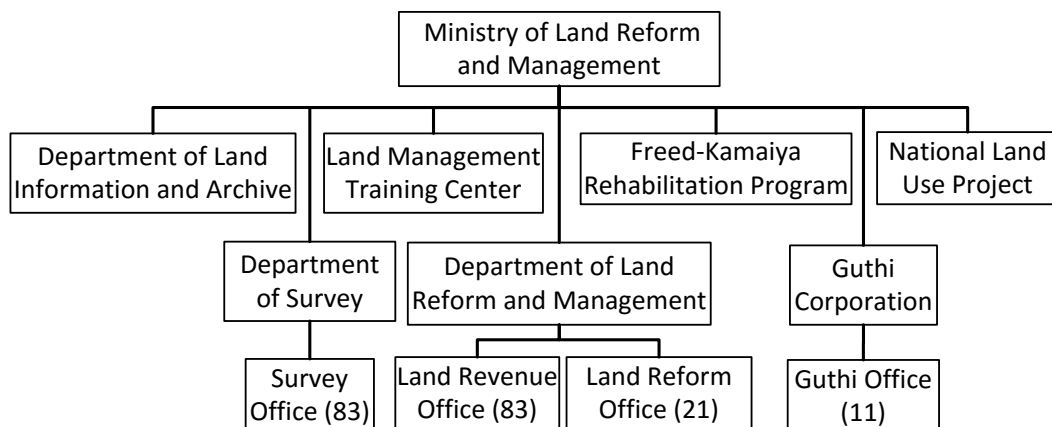 Ministry of Land Reform
and Management
Department of Land
Information and Archive
Land Management
Training Center
Freed-Kamaiya
Rehabilitation Program
National Land
Use Project
Department
of Survey
Department of Land
Reform and Management
Guthi
Corporation
Survey
Office (83)
Land Revenue
Office (83)
Land Reform
Office (21)
Guthi Office
(11)